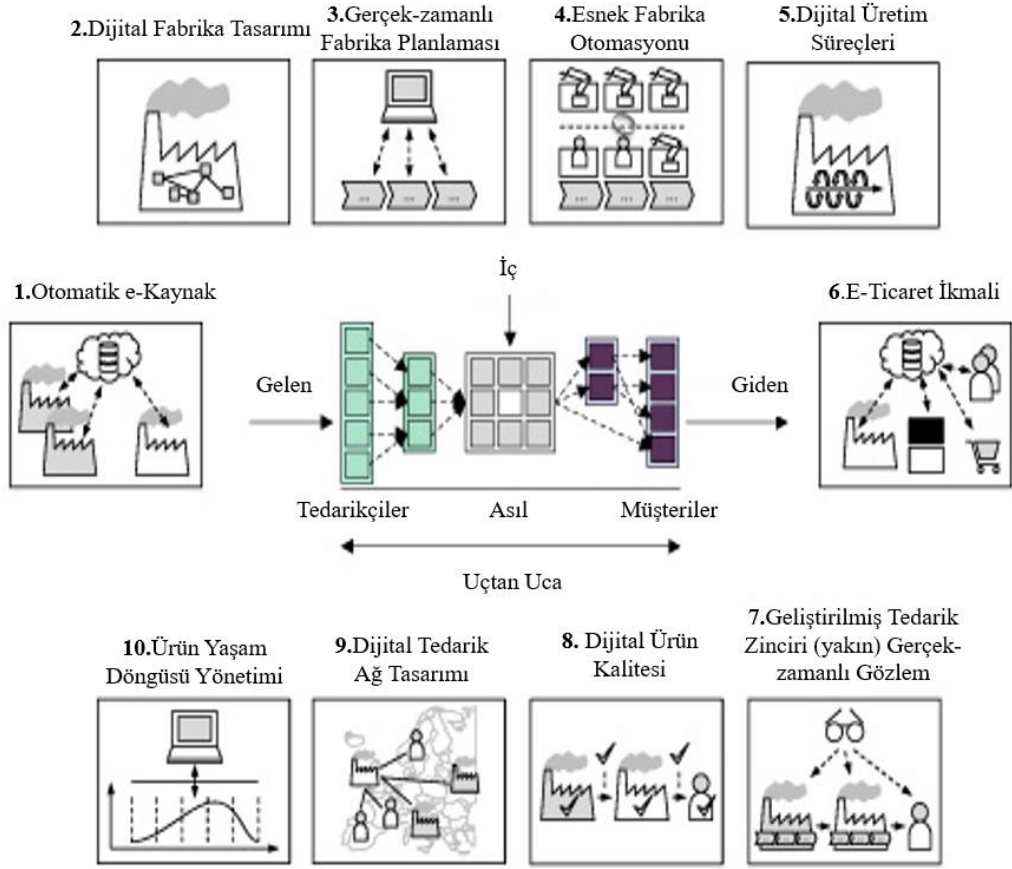 2.Dijital Fabrika Tasarımı
3.Gerçek-zamanlı
Fabrika Planlaması
4.Esnek Fabrika
Otomasyonu
5.Dijital Üretim
Süreçleri
1.Otomatik e-Kaynak
İç
6.E-Ticaret İkmali
Gelen
Giden
Tedarikçiler
Asıl
Müşteriler
Uçtan Uca
10.Ürün Yaşam
Döngüsü Yönetimi
9.Dijital Tedarik
Ağ Tasarımı
8. Dijital Ürün
Kalitesi
7.Geliştirilmiş Tedarik
Zinciri (yakın) Gerçek-
zamanlı Gözlem